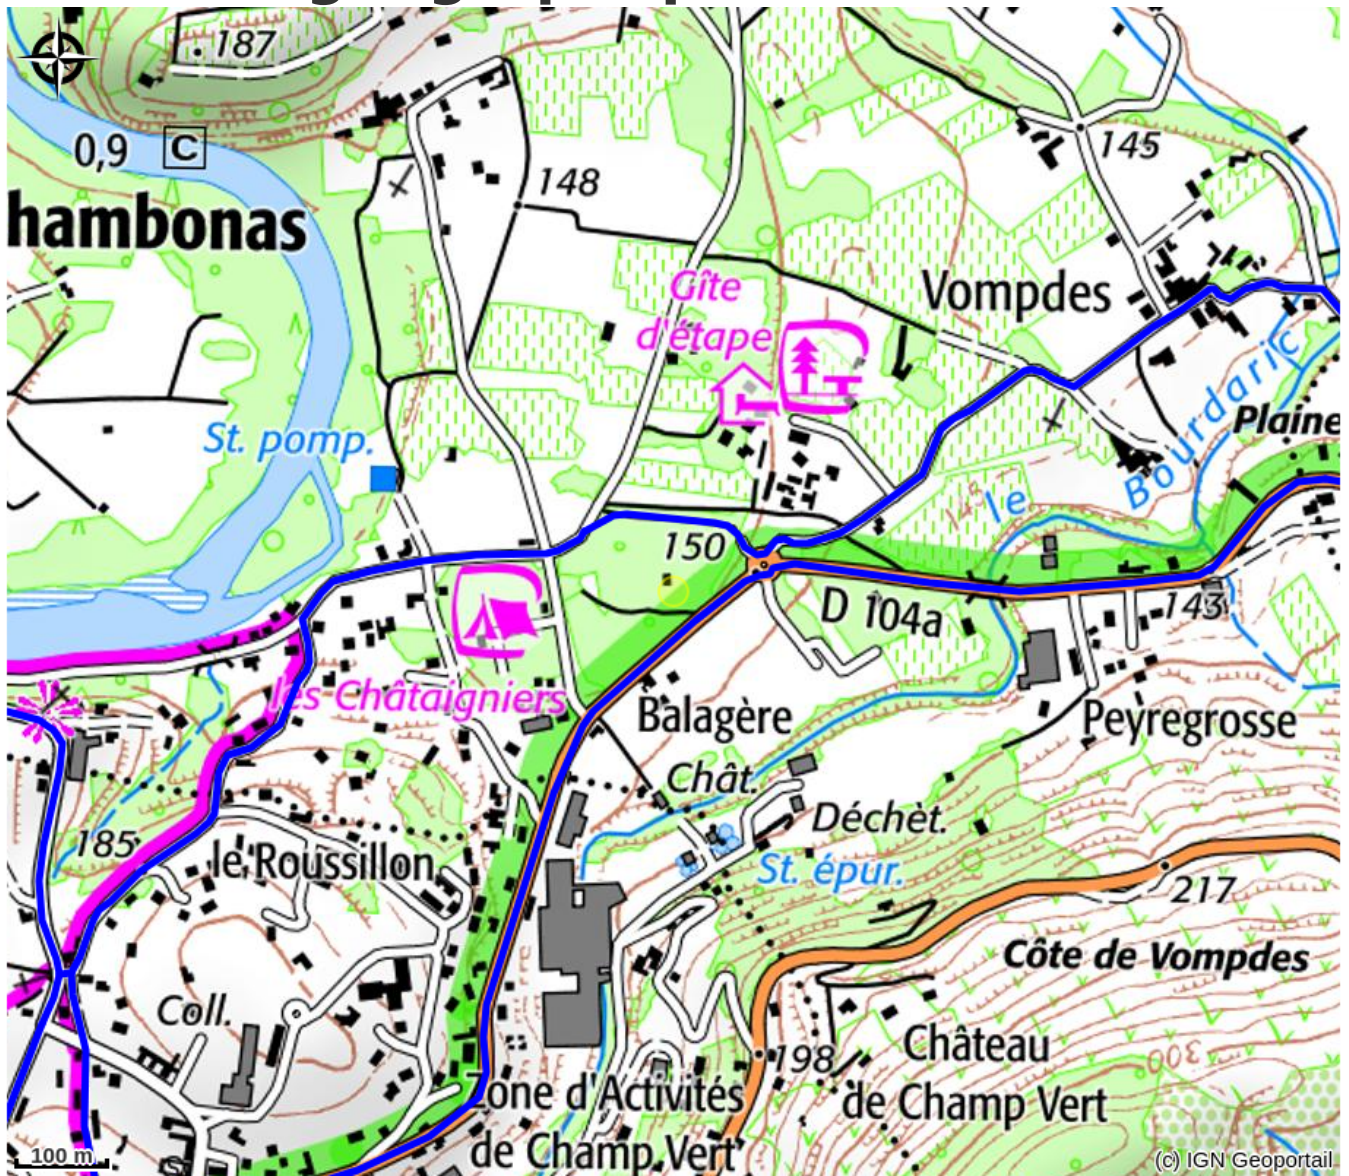 187
0,9 C
145
148
hambonas
Gîte
d'étape
Vompdes
Bourdaric
Plaine
St. pomp.
148
le
150
D 104a
143
les Châtaigniers
Balagère
Peyregrosse
Chât.
Déchèt.
185
le Roussillon
St. épur.
217
Côte de Vompdes
Coll.
Château
de Champ Vert
198
300
Zone d'Activités
de Champ Vert
100 m
(c) IGN Geoportail